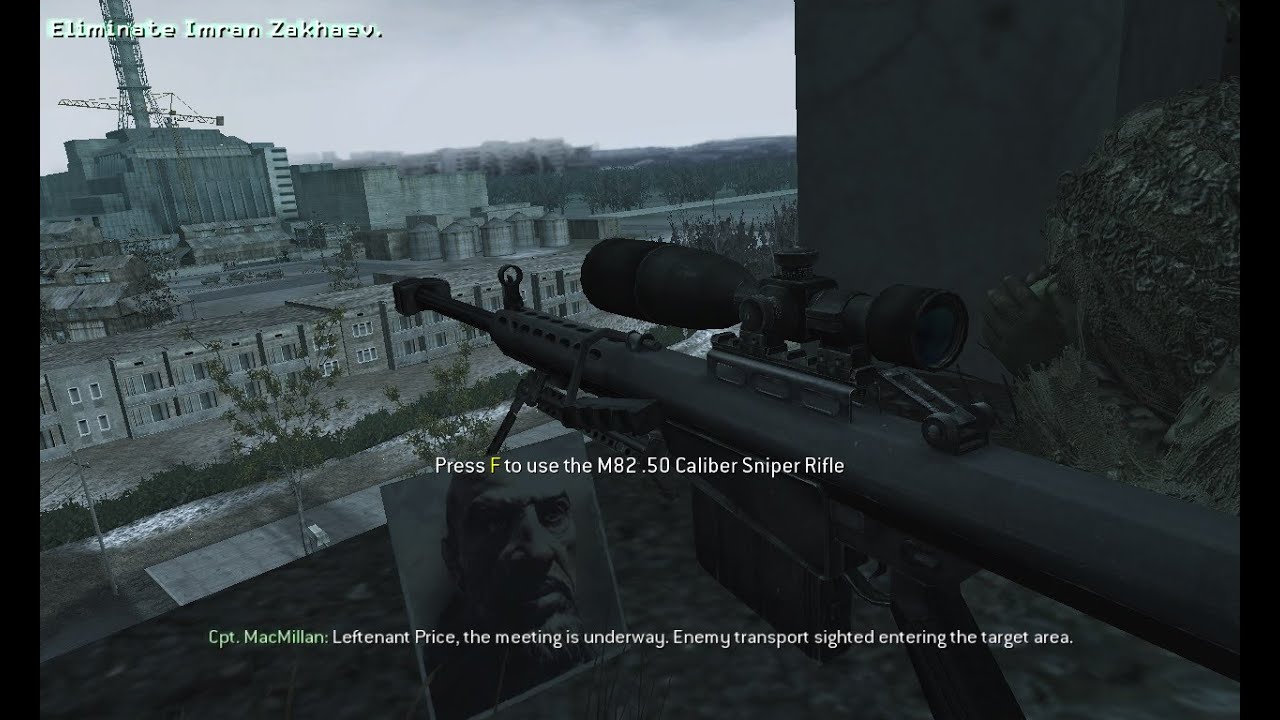 Eliminate Imran Zakhaev.
Press F to use the M82 .50 Caliber Sniper Rifle
Cpt. MacMillan: Leftenant Price, the meeting is underway. Enemy transport sighted entering the target area.